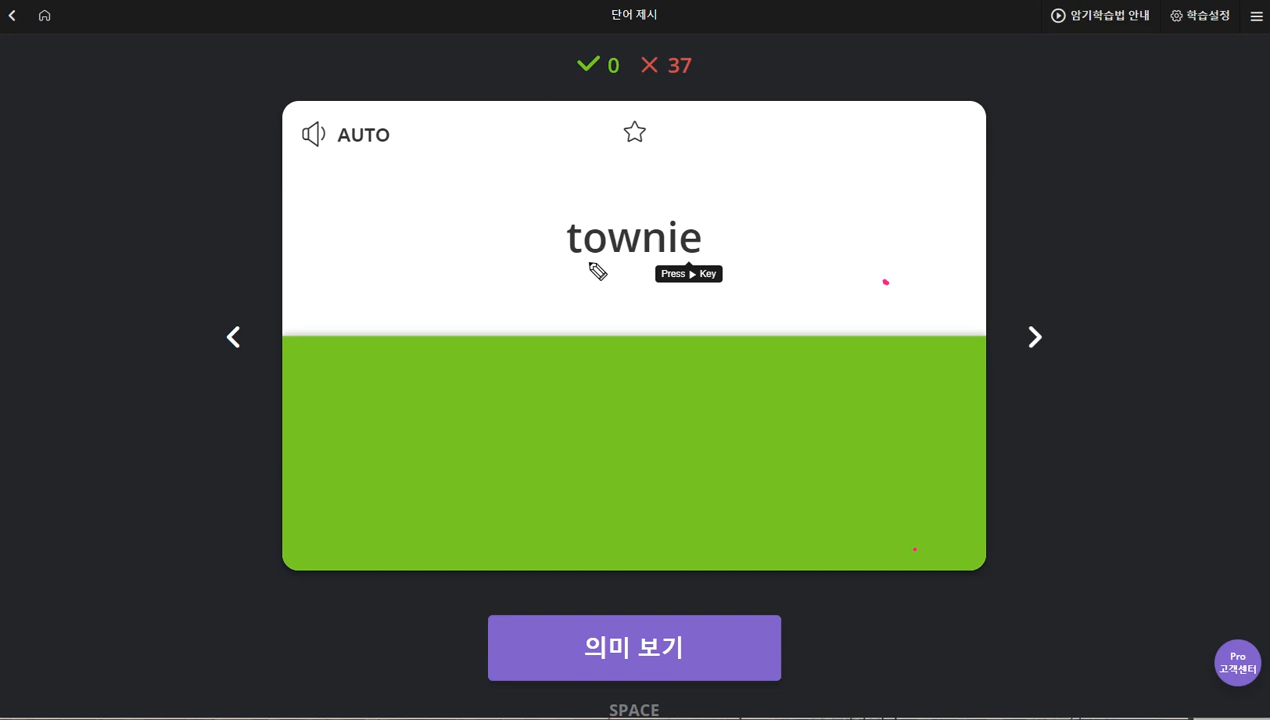 단어 제시
암기학습법 안내
학습설정
0 37
AUTO
townie
Press ▶ Key
의미 보기
SPACE
Pro
고객센터